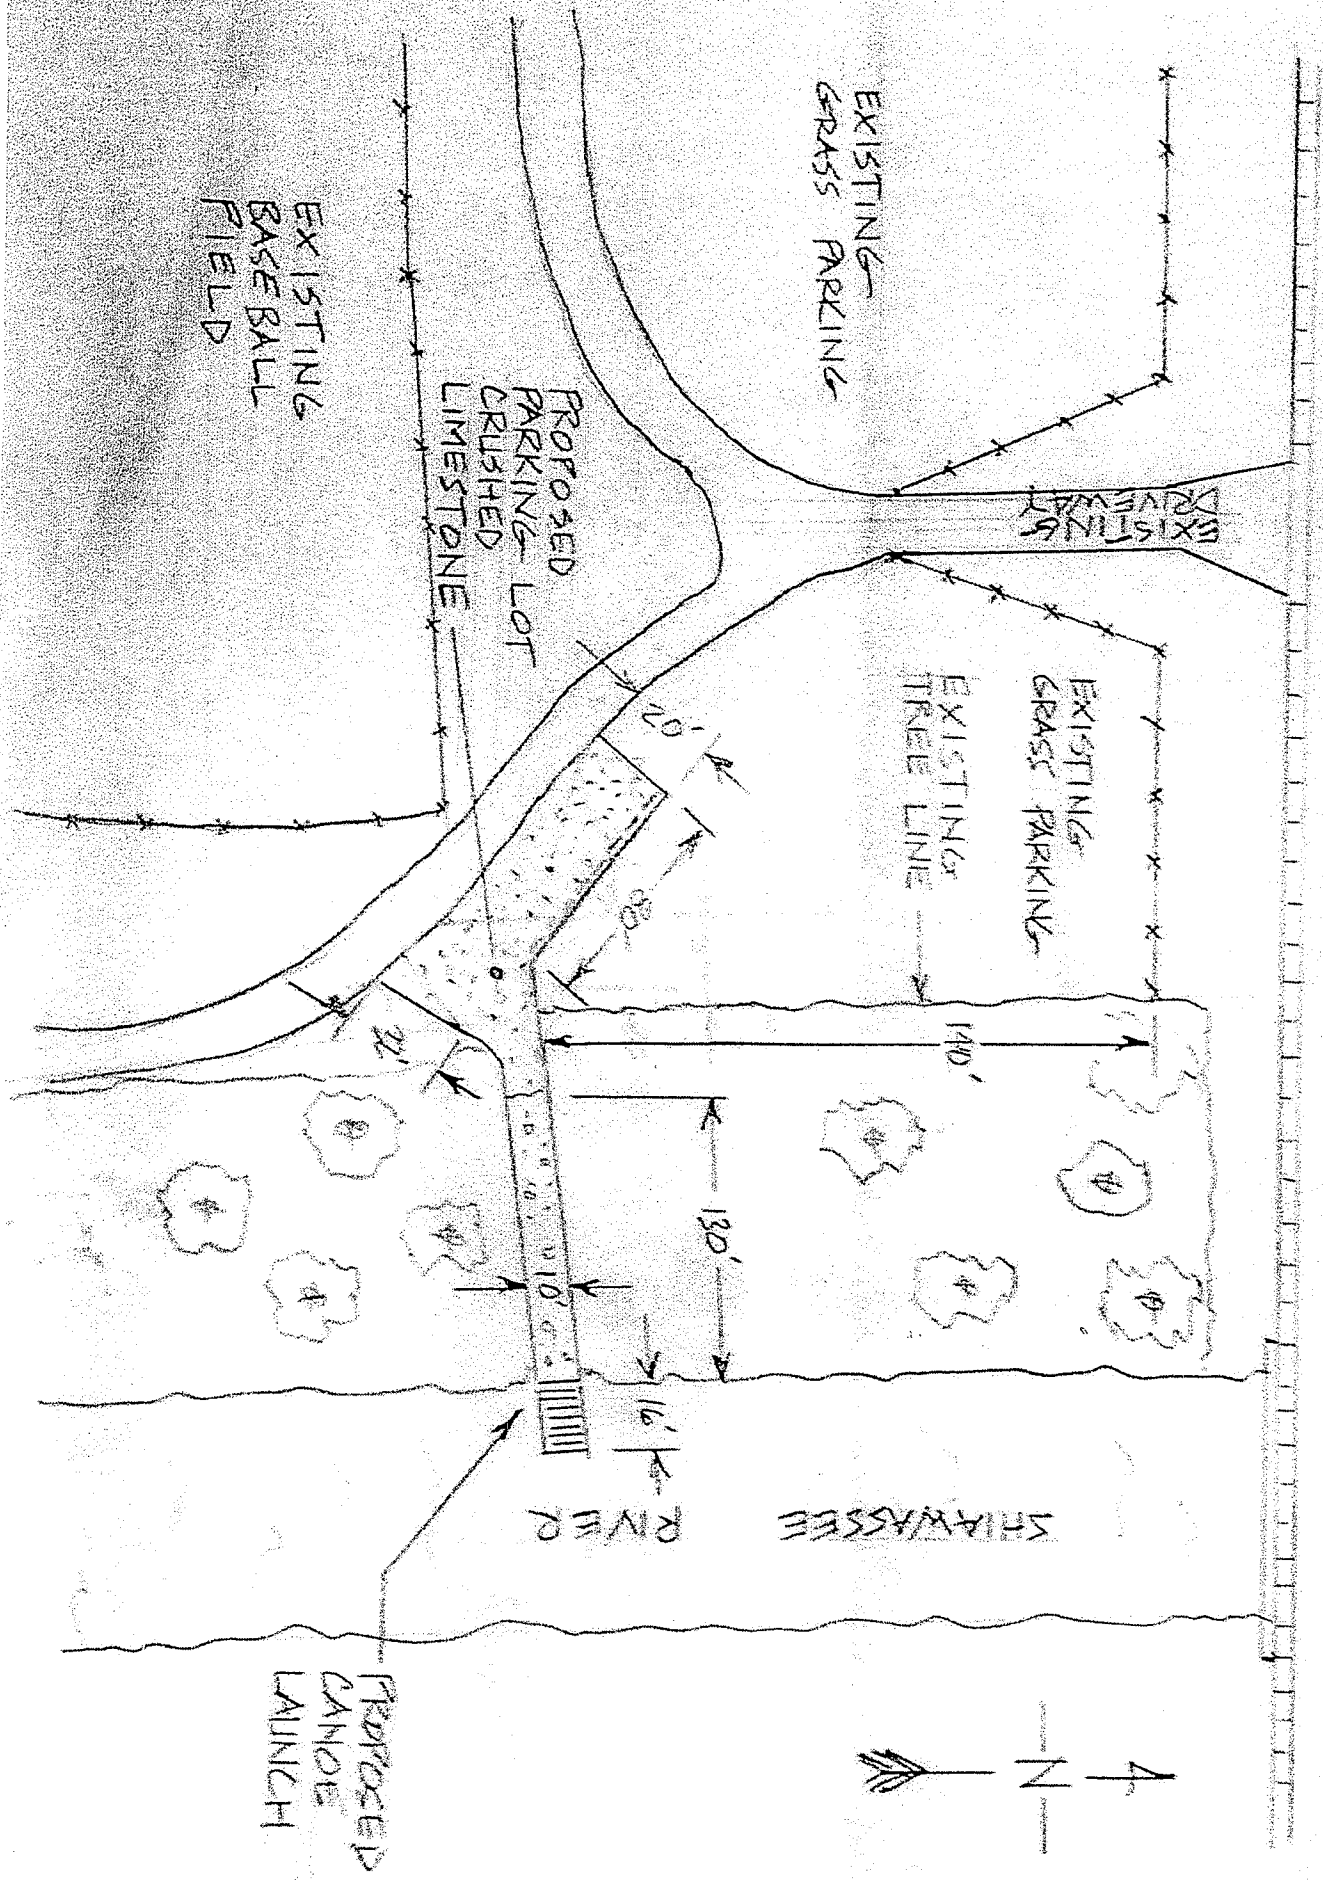 EXISTING
GRASS PARKING
EXISTING
DRIVEWAY
EXISTING
GRASS PARKING
EXISTING
TREE LINE
EXISTING
BASEBALL
FIELD
PROPOSED
PARKING LOT
CRUSHED
LIMESTONE
20'
80'
22'
140'
130'
10'
16'
SHIAWASSEE
RIVER
PROPOSED
CANOE
LAUNCH
N